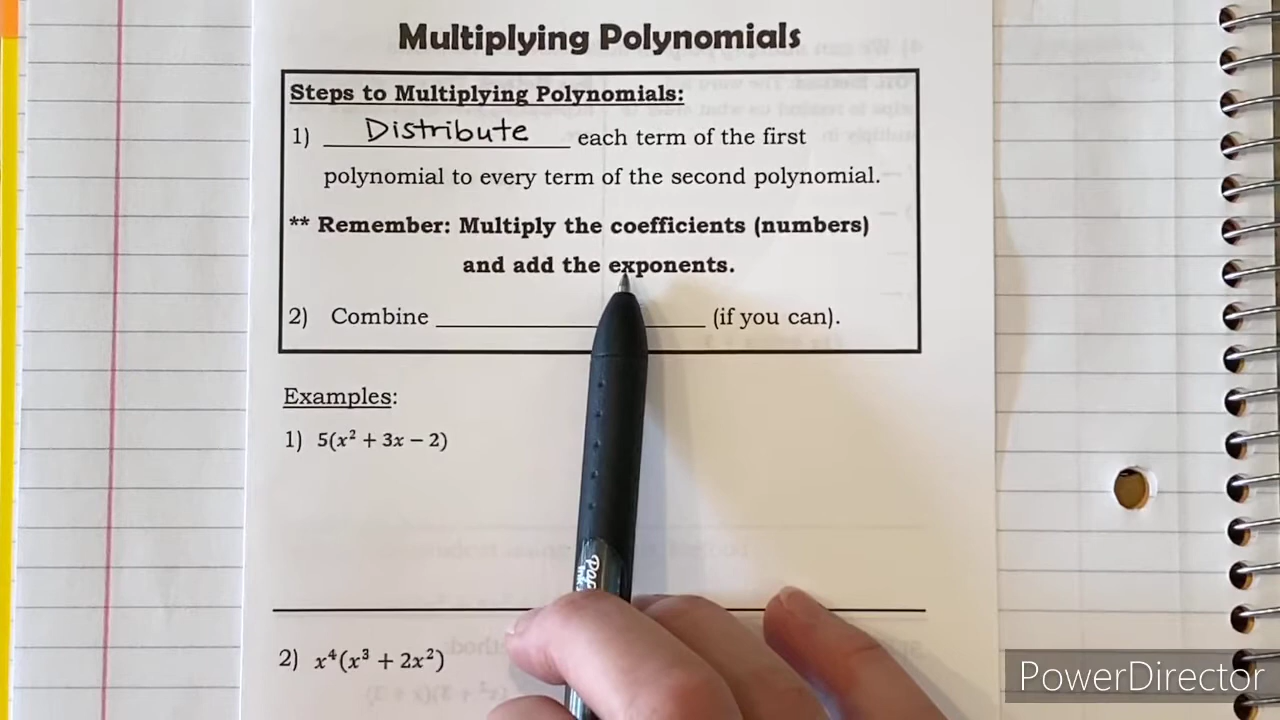 Multiplying Polynomials
Steps to Multiplying Polynomials:
1) Distribute each term of the first
polynomial to every term of the second polynomial.
** Remember: Multiply the coefficients (numbers)
and add the exponents.
2) Combine (if you can).
Examples:
1) 5(x² + 3x − 2)
2) x⁴(x³ + 2x²)
PowerDirector